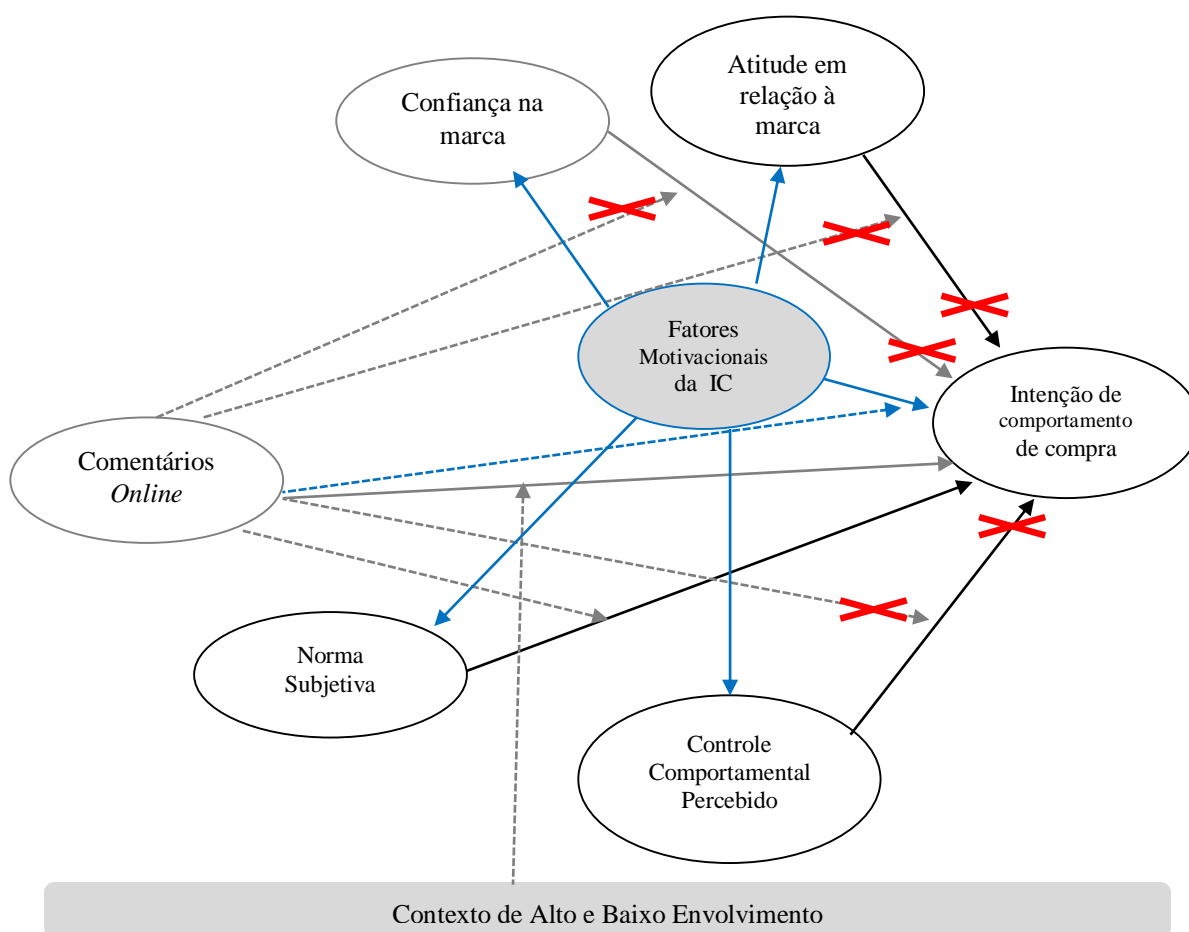 Atitude em
relação à
marca
Confiança na
marca
Fatores
Motivacionais
da IC
Intenção de
comportamento
de compra
Comentários
Online
Norma
Subjetiva
Controle
Comportamental
Percebido
Contexto de Alto e Baixo Envolvimento